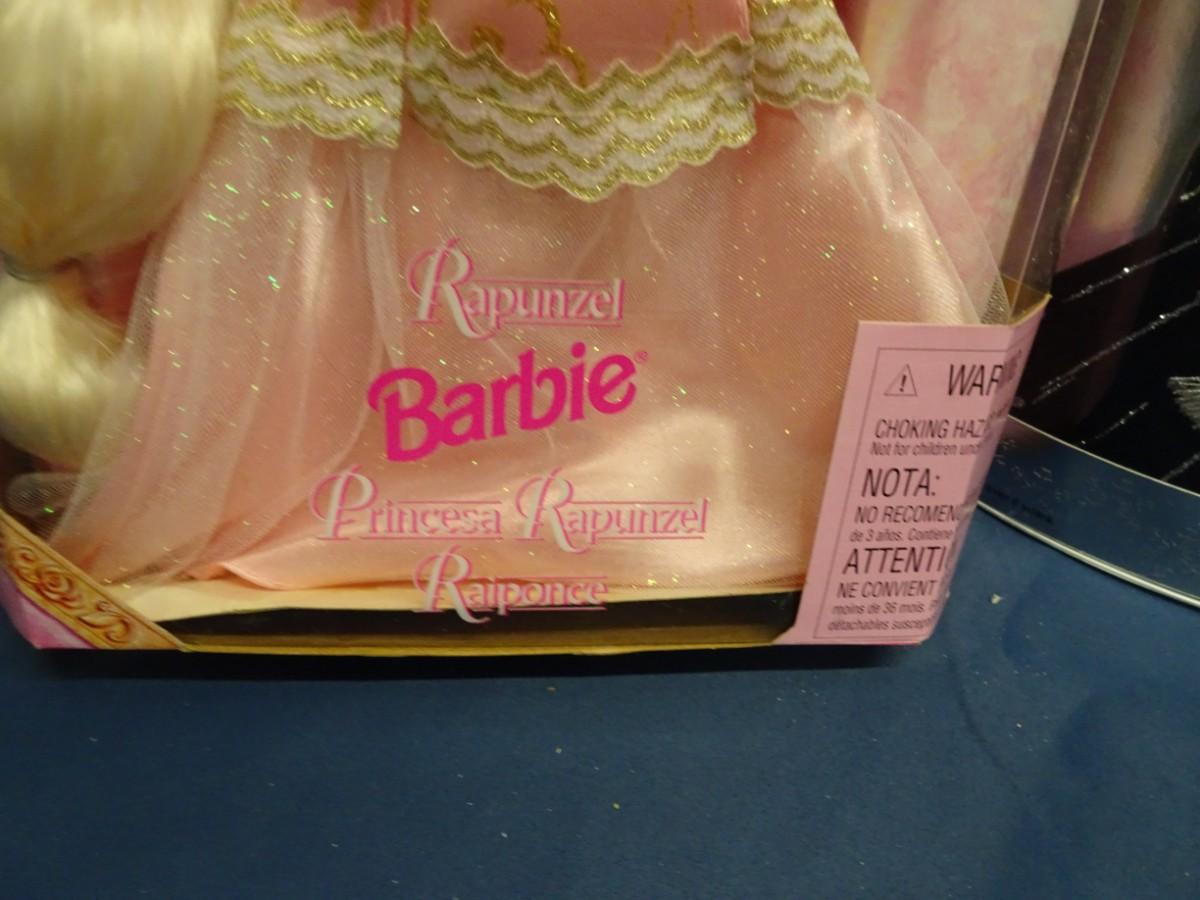 Rapunzel
Barbie®
Princesa Rapunzel
Raiponce
WARN
CHOKING HAZ
Not for children und
NOTA:
NO RECOMEN
de 3 años. Contiene
ATTENTI
NE CONVIENT
moins de 36 mois.
détachables suscep